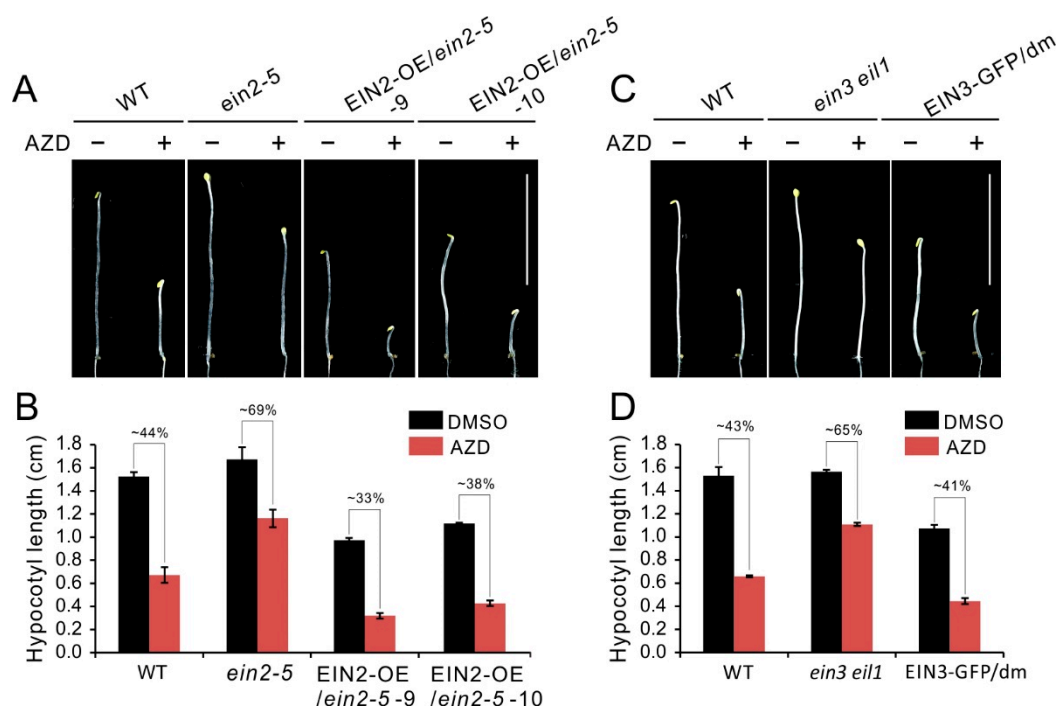 A
WT
ein2-5
EIN2-OE/ein2-5
-9
EIN2-OE/ein2-5
-10
AZD − + − + − + − +
C
WT
ein3 eil1
EIN3-GFP/dm
AZD − + − + − +
B
Hypocotyl length (cm)
1.8
1.6
1.4
1.2
1.0
0.8
0.6
0.4
0.2
0.0
~44%
~69%
~33%
~38%
DMSO
AZD
WT
ein2-5
EIN2-OE
/ein2-5-9
EIN2-OE
/ein2-5-10
D
Hypocotyl length (cm)
1.8
1.6
1.4
1.2
1.0
0.8
0.6
0.4
0.2
0.0
~43%
~65%
~41%
DMSO
AZD
WT
ein3 eil1
EIN3-GFP/dm